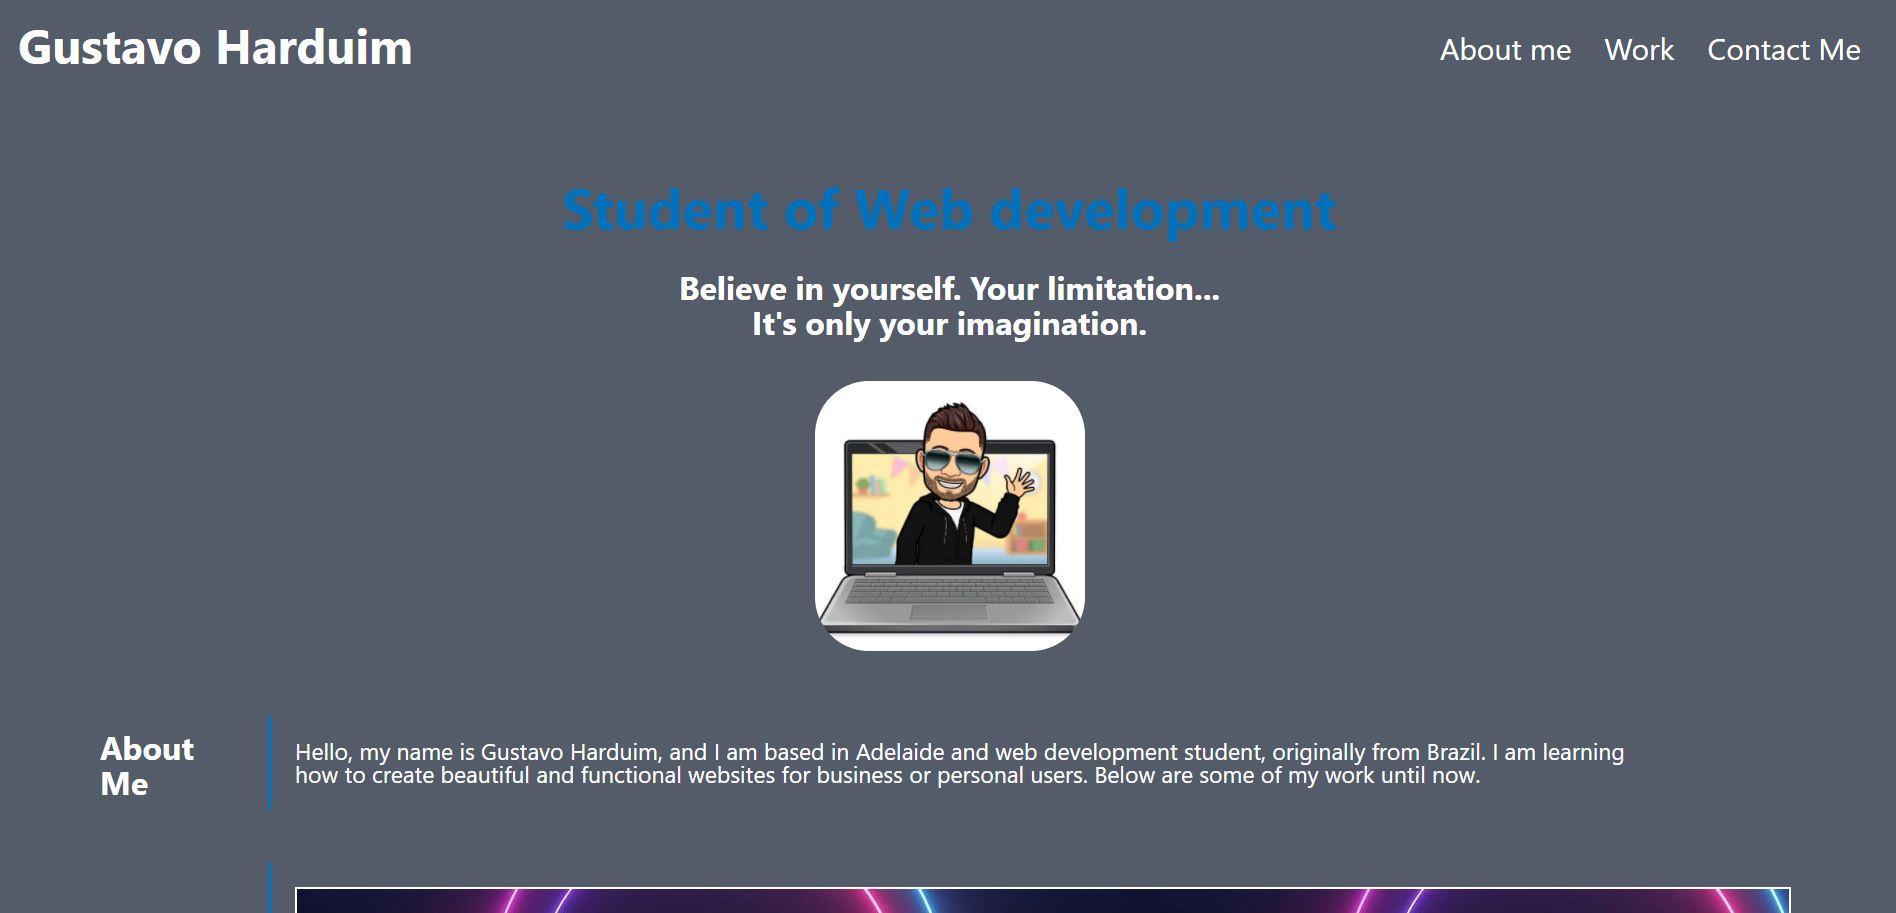 Gustavo Harduim
About me Work Contact Me
Student of Web development
Believe in yourself. Your limitation...
It's only your imagination.
About
Me
Hello, my name is Gustavo Harduim, and I am based in Adelaide and web development student, originally from Brazil. I am learning
how to create beautiful and functional websites for business or personal users. Below are some of my work until now.